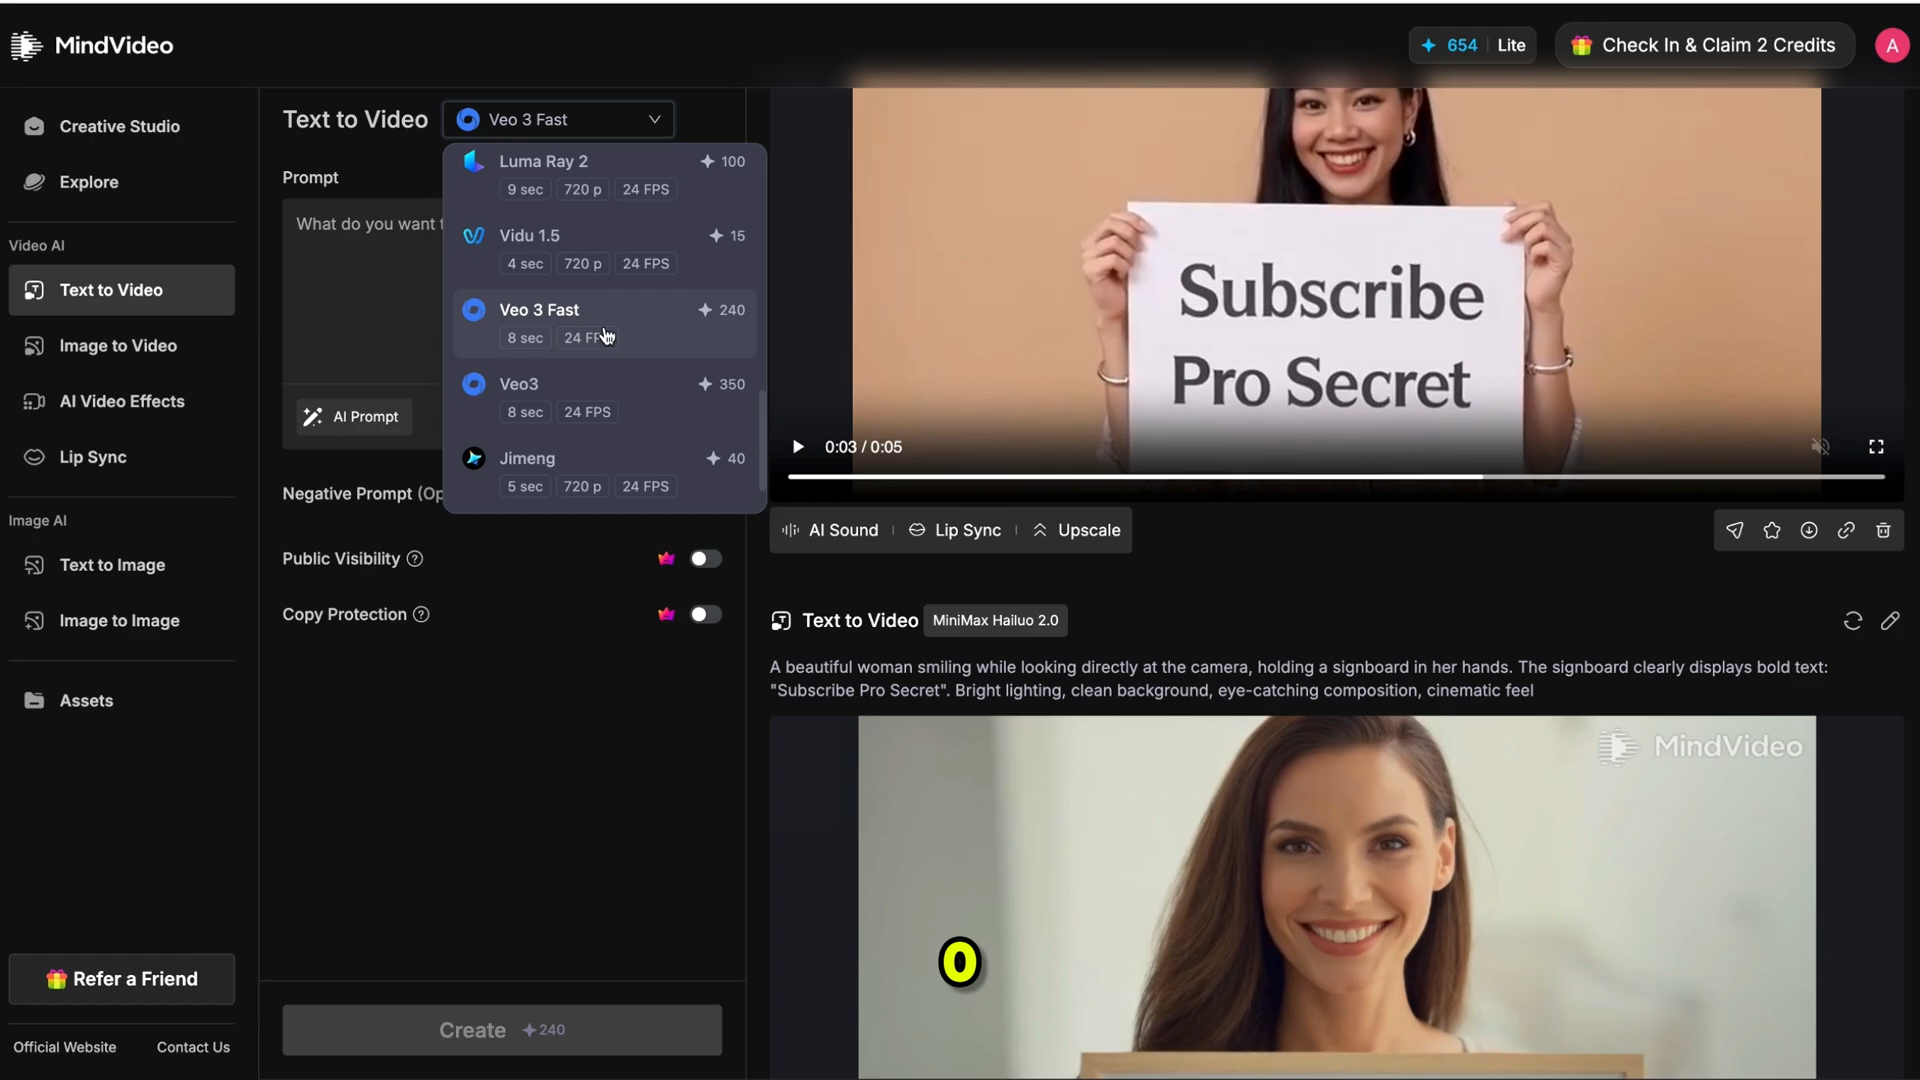 MindVideo
654 Lite
Check In & Claim 2 Credits
A
Creative Studio
Explore
Video AI
Text to Video
Image to Video
AI Video Effects
Lip Sync
Image AI
Text to Image
Image to Image
Assets
Refer a Friend
Official Website
Contact Us
Text to Video
Veo 3 Fast
Prompt
What do you want t
AI Prompt
Luma Ray 2
100
9 sec 720 p 24 FPS
Vidu 1.5
15
4 sec 720 p 24 FPS
Veo 3 Fast
240
8 sec 24 FP
Veo3
350
8 sec 24 FPS
Jimeng
40
5 sec 720 p 24 FPS
Negative Prompt (Op
Public Visibility ?
Copy Protection ?
Create 240
Subscribe
Pro Secret
0:03 / 0:05
AI Sound
Lip Sync
Upscale
Text to Video
MiniMax Hailuo 2.0
A beautiful woman smiling while looking directly at the camera, holding a signboard in her hands. The signboard clearly displays bold text:
"Subscribe Pro Secret". Bright lighting, clean background, eye-catching composition, cinematic feel
MindVideo
O